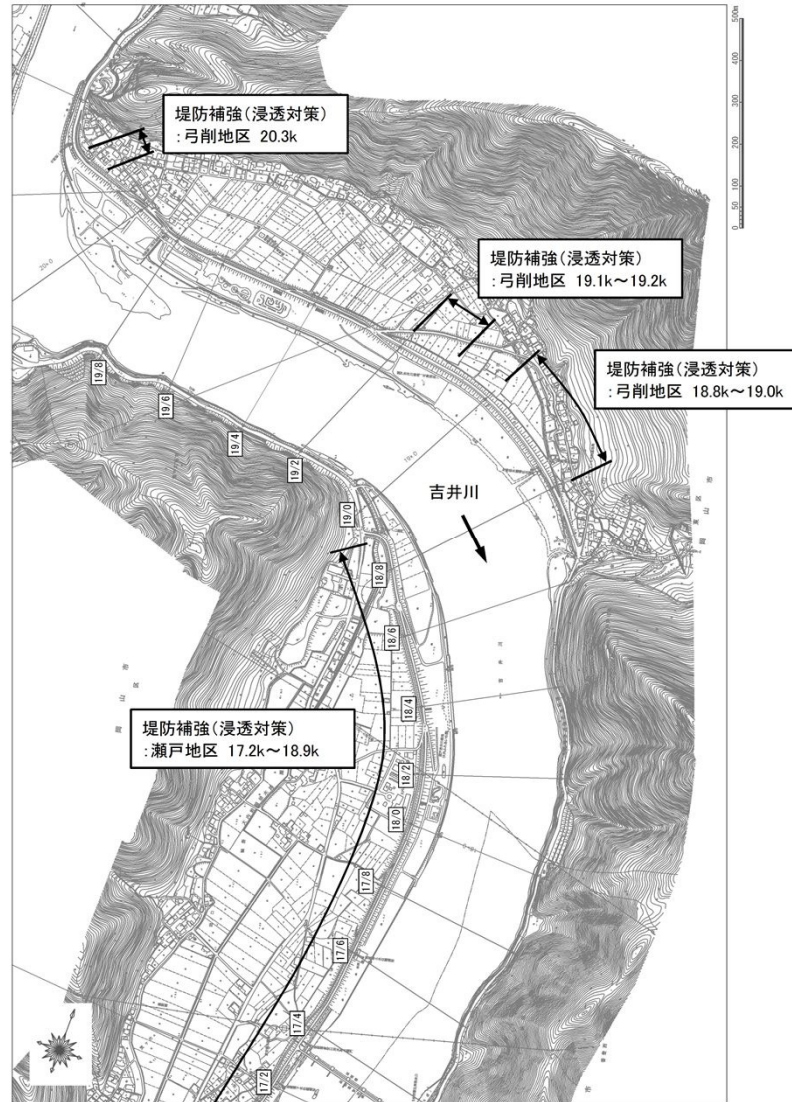 500m
400
300
200
100
50
0
堤防補強(浸透対策)
:弓削地区 20.3k
堤防補強(浸透対策)
:弓削地区 19.1k~19.2k
堤防補強(浸透対策)
:弓削地区 18.8k~19.0k
19/8
19/6
19/4
19/2
19/0
吉井川
18/8
18/6
18/4
堤防補強(浸透対策)
:瀬戸地区 17.2k~18.9k
18/2
18/0
17/8
17/6
17/4
17/2